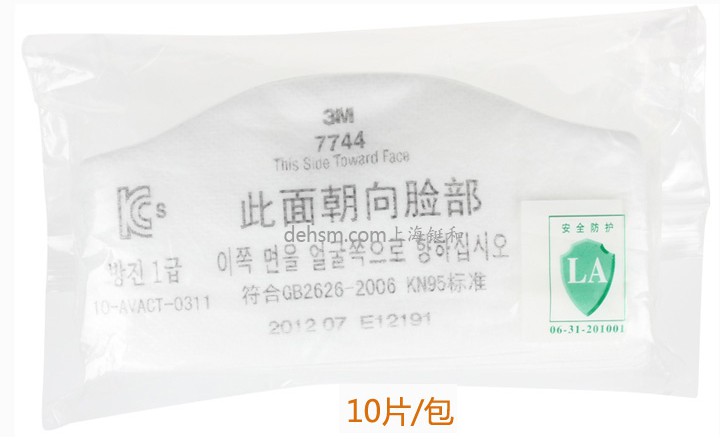 3M
7744
This Side Toward Face
KCs
此面朝向脸部
dehsm.com上海铤和
이쪽 면을 얼굴쪽으로 향하십시오
방진 1급
10-AVACT-0311
符合GB2626-2006 KN95标准
2012 07 E12191
安全防护
LA
06-31-201001
10片/包